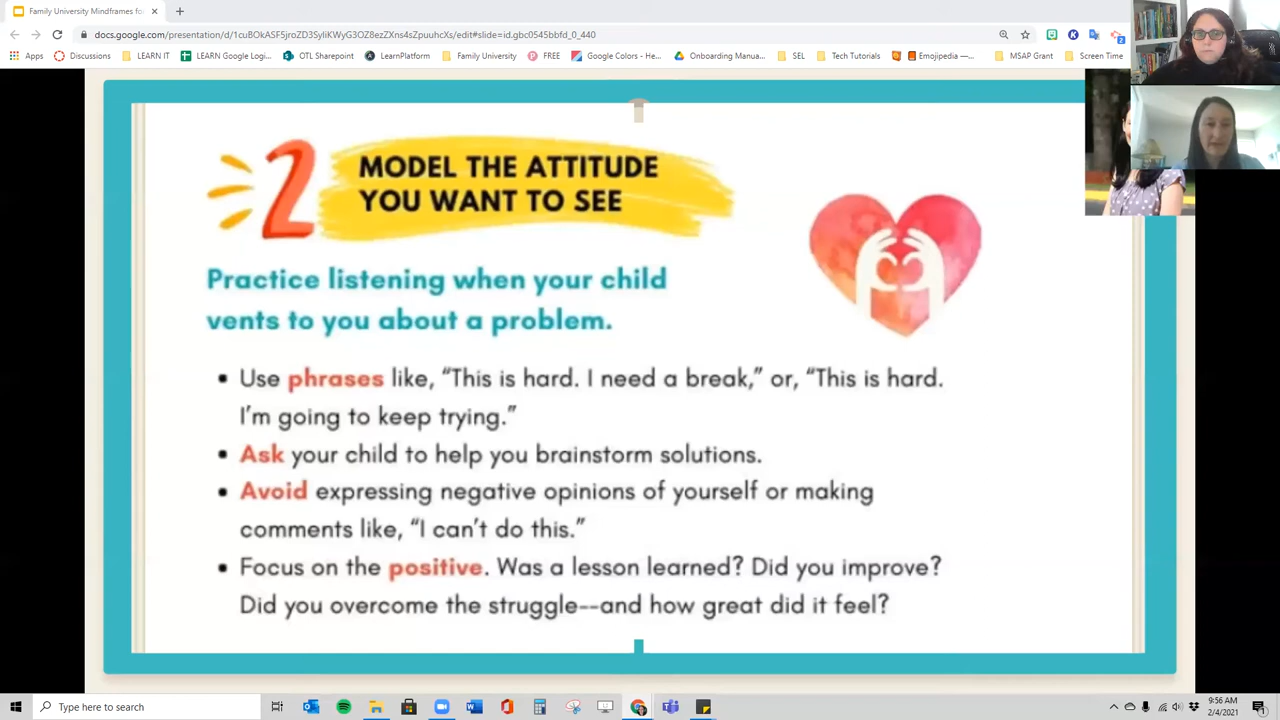 Family University Mindframes fo
docs.google.com/presentation/d/1cuBOkASF5jroZD3SyliKWyG3OZ8ezZXns4sZpuuhcXs/edit#slide=id.gbc0545bbfd_0_440
Apps Discussions LEARN IT LEARN Google Logi... OTL Sharepoint LearnPlatform Family University FREE Google Colors - He... Onboarding Manua... SEL Tech Tutorials Emojipedia —... MSAP Grant Screen Time
2 MODEL THE ATTITUDE
YOU WANT TO SEE
Practice listening when your child
vents to you about a problem.
• Use phrases like, “This is hard. I need a break,” or, “This is hard.
I’m going to keep trying.”
• Ask your child to help you brainstorm solutions.
• Avoid expressing negative opinions of yourself or making
comments like, “I can’t do this.”
• Focus on the positive. Was a lesson learned? Did you improve?
Did you overcome the struggle--and how great did it feel?
Type here to search
9:56 AM
2/4/2021